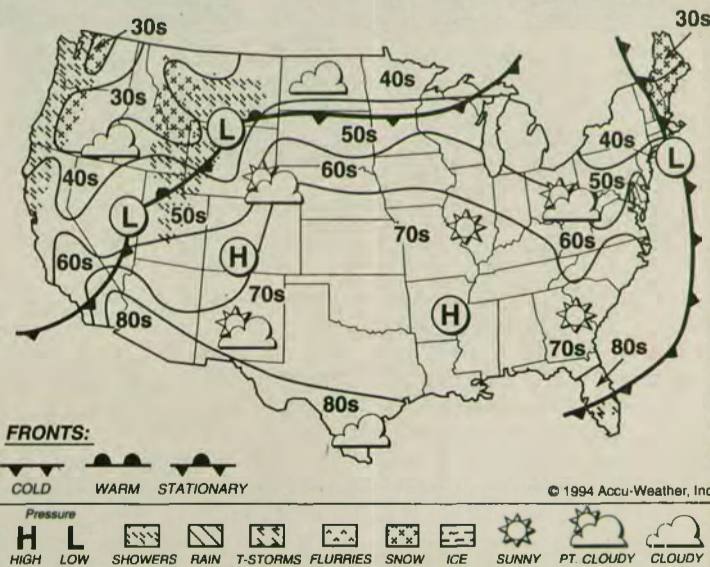 30s
30s
30s
40s
40s
50s
60s
40s
50s
50s
60s
70s
60s
L
L
L
H
H
70s
80s
70s
80s
80s
FRONTS:
COLD WARM STATIONARY
© 1994 Accu-Weather, Inc
Pressure
H L
HIGH LOW SHOWERS RAIN T-STORMS FLURRIES SNOW ICE SUNNY PT. CLOUDY CLOUDY